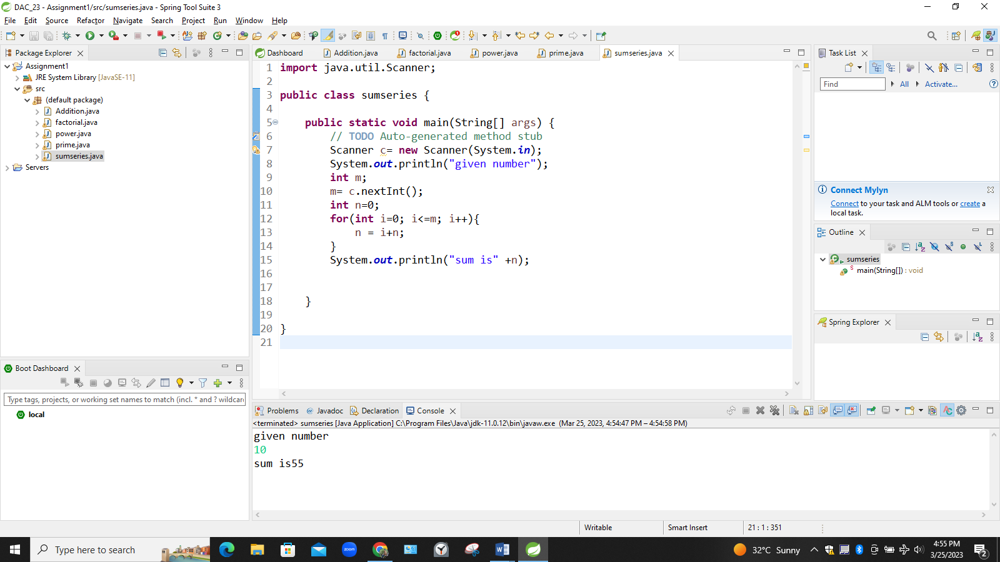 DAC_23 - Assignment1/src/sumseries.java - Spring Tool Suite 3
File Edit Source Refactor Navigate Search Project Run Window Help
Package Explorer
Assignment1
JRE System Library [JavaSE-11]
src
(default package)
Addition.java
factorial.java
power.java
prime.java
sumseries.java
Servers
Boot Dashboard
Type tags, projects, or working set names to match (incl. * and ? wildcar
local
Dashboard Addition.java factorial.java power.java prime.java sumseries.java
1 import java.util.Scanner;
2
3 public class sumseries {
4
5 public static void main(String[] args) {
6 // TODO Auto-generated method stub
7 Scanner c= new Scanner(System.in);
8 System.out.println("given number");
9 int m;
10 m= c.nextInt();
11 int n=0;
12 for(int i=0; i<=m; i++){
13 n = i+n;
14 }
15 System.out.println("sum is" +n);
16
17
18 }
19
20 }
21
Problems @ Javadoc Declaration Console
<terminated> sumseries [Java Application] C:\Program Files\Java\jdk-11.0.12\bin\javaw.exe (Mar 25, 2023, 4:54:47 PM – 4:54:58 PM)
given number
10
sum is55
Task List
Find All Activate...
Connect Mylyn
Connect to your task and ALM tools or create a
local task.
Outline
sumseries
main(String[]) : void
Spring Explorer
Writable Smart Insert 21 : 1 : 351
Type here to search
zoom
32°C Sunny
4:55 PM
3/25/2023
2